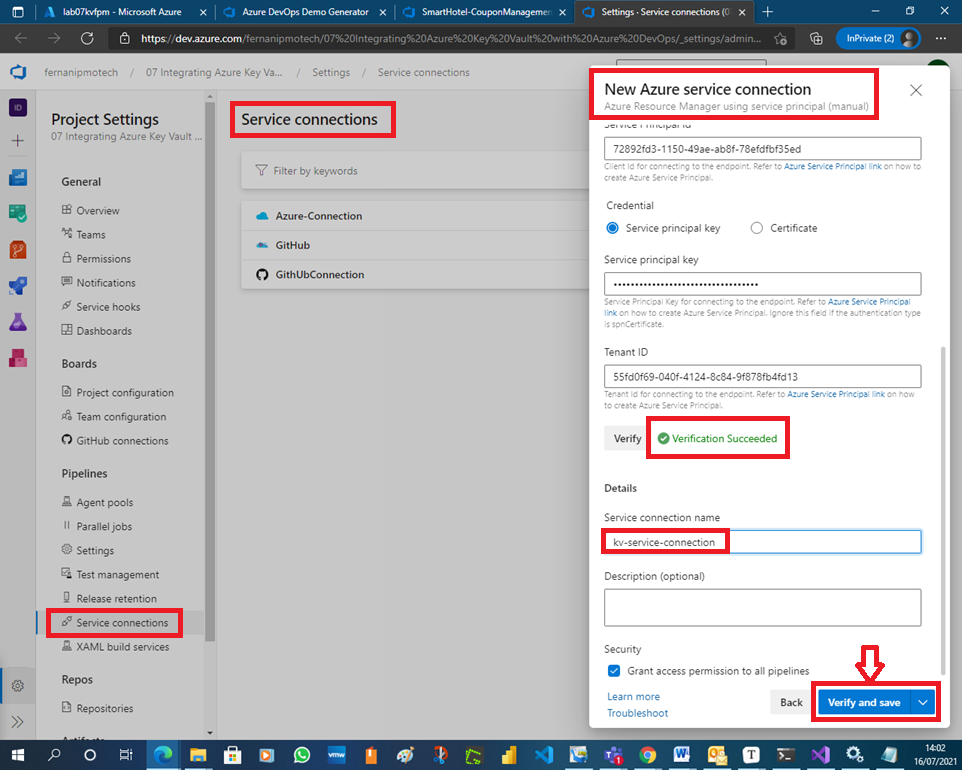 lab07kvfpm - Microsoft Azure
Azure DevOps Demo Generator
SmartHotel-CouponManagemen
Settings · Service connections (0
https://dev.azure.com/fernanipmotech/07%20Integrating%20Azure%20Key%20Vault%20with%20Azure%20DevOps/_settings/admin...
InPrivate (2)
fernanipmotech / 07 Integrating Azure Key Va... / Settings / Service connections
ID
Project Settings
07 Integrating Azure Key Vault ...
General
Overview
Teams
Permissions
Notifications
Service hooks
Dashboards
Boards
Project configuration
Team configuration
GitHub connections
Pipelines
Agent pools
Parallel jobs
Settings
Test management
Release retention
Service connections
XAML build services
Repos
Repositories
Artifacts
Service connections
Filter by keywords
Azure-Connection
GitHub
GitHUbConnection
New Azure service connection
Azure Resource Manager using service principal (manual)
Service Principal Id
72892fd3-1150-49ae-ab8f-78efdfbf35ed
Client Id for connecting to the endpoint. Refer to Azure Service Principal link on how to
create Azure Service Principal.
Credential
Service principal key
Certificate
Service principal key
Service Principal Key for connecting to the endpoint. Refer to Azure Service Principal
link on how to create Azure Service Principal. Ignore this field if the authentication type
is spnCertificate.
Tenant ID
55fd0f69-040f-4124-8c84-9f878fb4fd13
Tenant Id for connecting to the endpoint. Refer to Azure Service Principal link on how
to create Azure Service Principal.
Verify
Verification Succeeded
Details
Service connection name
kv-service-connection
Description (optional)
Security
Grant access permission to all pipelines
Learn more
Troubleshoot
Back
Verify and save
vmw
T
14:02
16/07/2021